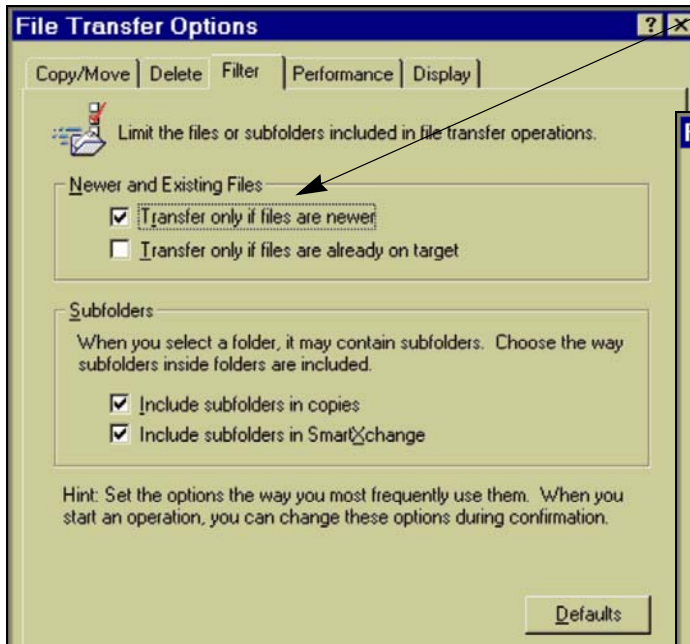 File Transfer Options
Copy/Move Delete Filter Performance Display
Limit the files or subfolders included in file transfer operations.
Newer and Existing Files
Transfer only if files are newer
Transfer only if files are already on target
Subfolders
When you select a folder, it may contain subfolders. Choose the way
subfolders inside folders are included.
Include subfolders in copies
Include subfolders in SmartXchange
Hint: Set the options the way you most frequently use them. When you
start an operation, you can change these options during confirmation.
Defaults